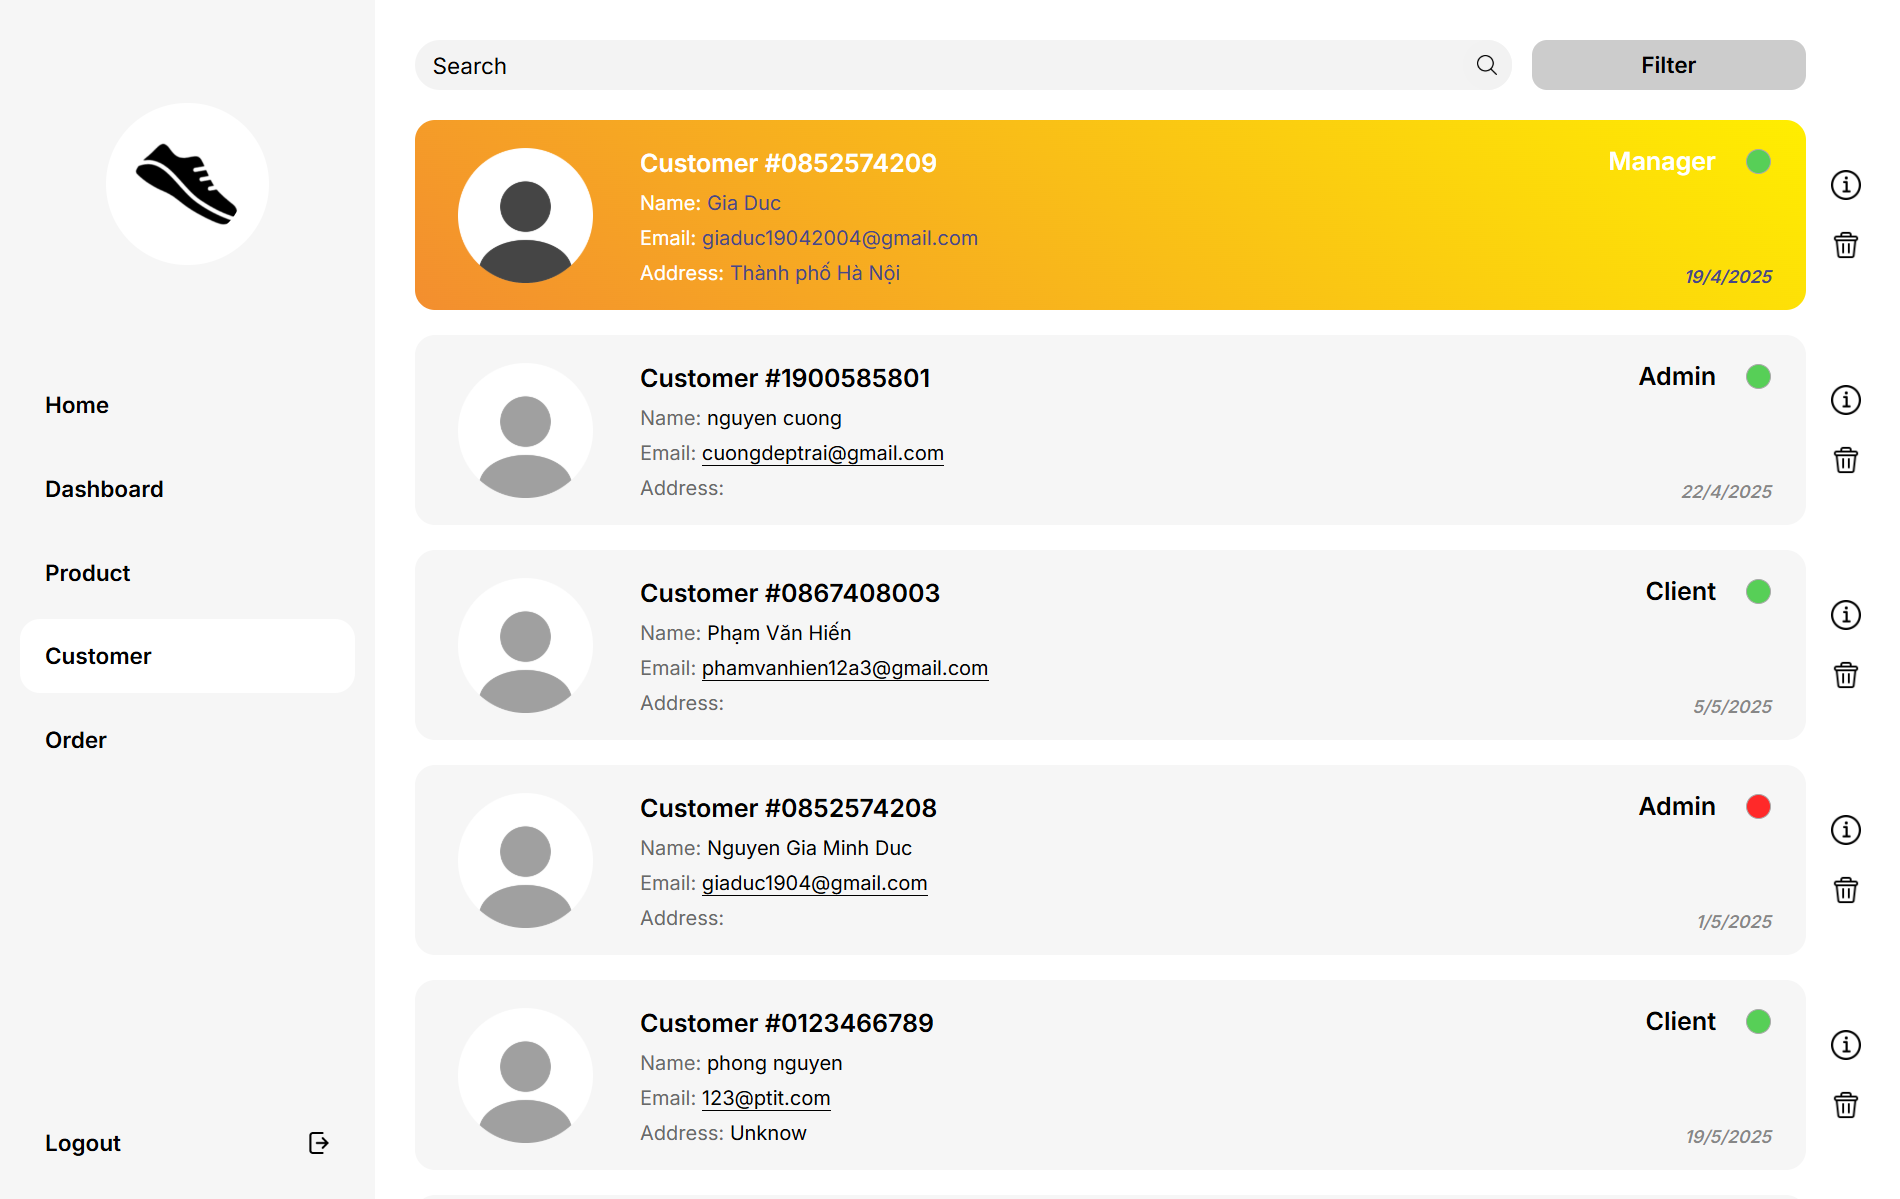 Search
Filter
Customer #0852574209
Manager
Name: Gia Duc
Email: giaduc19042004@gmail.com
Address: Thành phố Hà Nội
19/4/2025
Customer #1900585801
Admin
Name: nguyen cuong
Email: cuongdeptrai@gmail.com
Address:
22/4/2025
Customer #0867408003
Client
Name: Phạm Văn Hiến
Email: phamvanhien12a3@gmail.com
Address:
5/5/2025
Customer #0852574208
Admin
Name: Nguyen Gia Minh Duc
Email: giaduc1904@gmail.com
Address:
1/5/2025
Customer #0123466789
Client
Name: phong nguyen
Email: 123@ptit.com
Address: Unknow
19/5/2025
Home
Dashboard
Product
Customer
Order
Logout